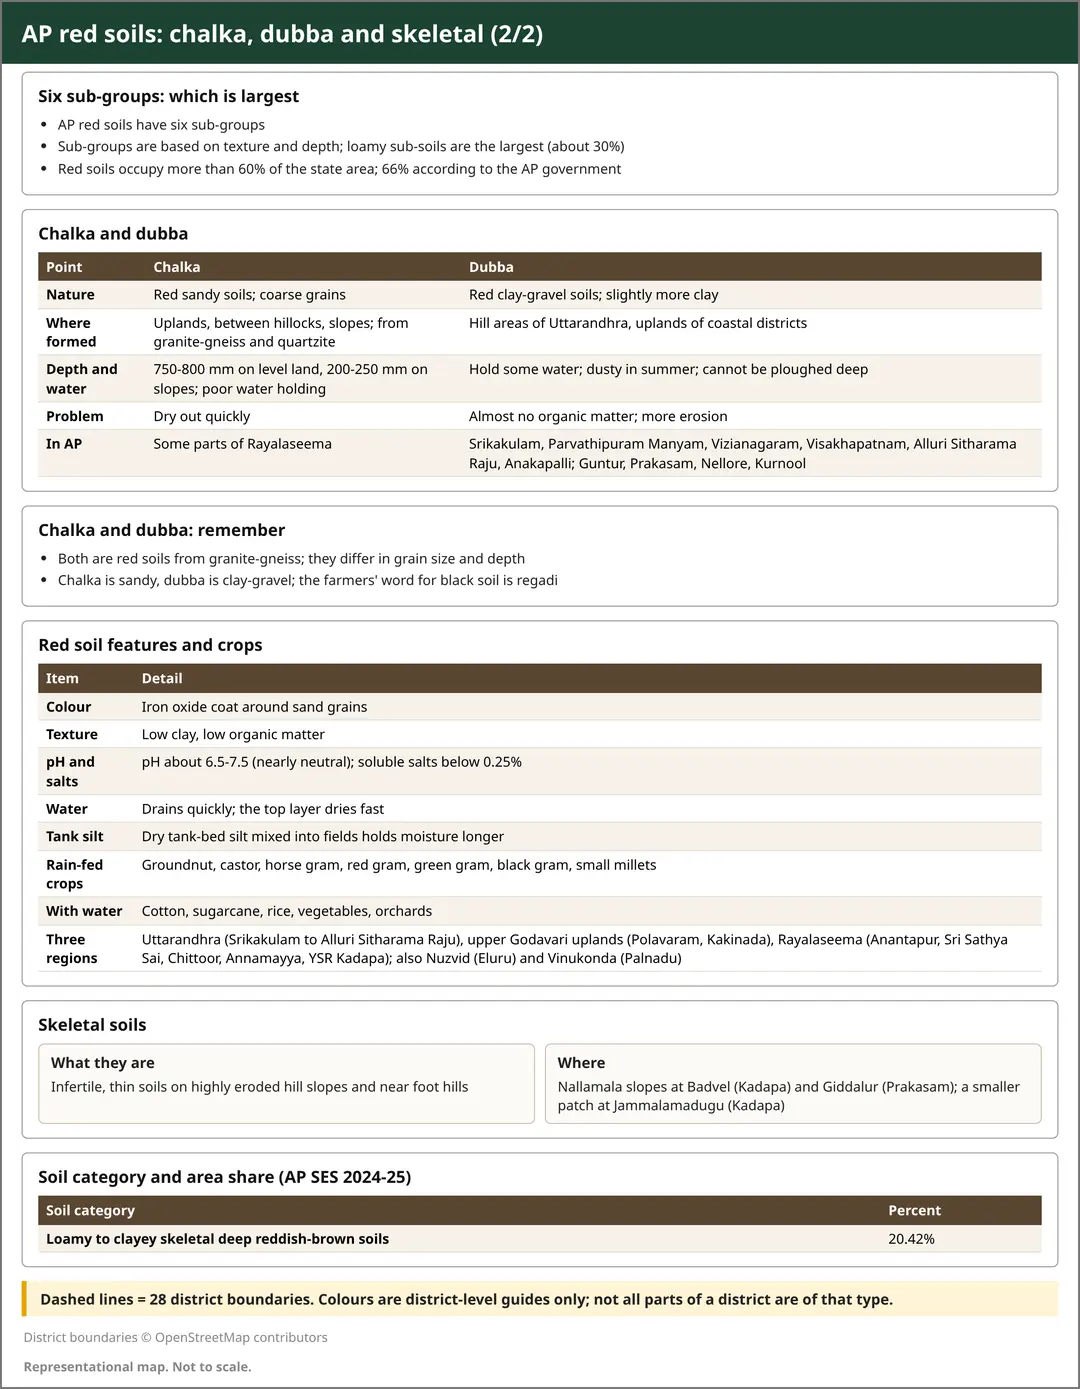 AP red soils: chalka, dubba and skeletal (2/2)
Six sub-groups: which is largest
• AP red soils have six sub-groups
• Sub-groups are based on texture and depth; loamy sub-soils are the largest (about 30%)
• Red soils occupy more than 60% of the state area; 66% according to the AP government
Chalka and dubba
Point Chalka Dubba
Nature Red sandy soils; coarse grains Red clay-gravel soils; slightly more clay
Where Uplands, between hillocks, slopes; from Hill areas of Uttarandhra, uplands of coastal districts
formed granite-gneiss and quartzite
Depth and 750-800 mm on level land, 200-250 mm on Hold some water; dusty in summer; cannot be ploughed deep
water slopes; poor water holding
Problem Dry out quickly Almost no organic matter; more erosion
In AP Some parts of Rayalaseema Srikakulam, Parvathipuram Manyam, Vizianagaram, Visakhapatnam, Alluri Sitharama
Raju, Anakapalli; Guntur, Prakasam, Nellore, Kurnool
Chalka and dubba: remember
• Both are red soils from granite-gneiss; they differ in grain size and depth
• Chalka is sandy, dubba is clay-gravel; the farmers' word for black soil is regadi
Red soil features and crops
Item Detail
Colour Iron oxide coat around sand grains
Texture Low clay, low organic matter
pH and pH about 6.5-7.5 (nearly neutral); soluble salts below 0.25%
salts
Water Drains quickly; the top layer dries fast
Tank silt Dry tank-bed silt mixed into fields holds moisture longer
Rain-fed Groundnut, castor, horse gram, red gram, green gram, black gram, small millets
crops
With water Cotton, sugarcane, rice, vegetables, orchards
Three Uttarandhra (Srikakulam to Alluri Sitharama Raju), upper Godavari uplands (Polavaram, Kakinada), Rayalaseema (Anantapur, Sri Sathya
regions Sai, Chittoor, Annamayya, YSR Kadapa); also Nuzvid (Eluru) and Vinukonda (Palnadu)
Skeletal soils
What they are
Infertile, thin soils on highly eroded hill slopes and near foot hills
Where
Nallamala slopes at Badvel (Kadapa) and Giddalur (Prakasam); a smaller
patch at Jammalamadugu (Kadapa)
Soil category and area share (AP SES 2024-25)
Soil category Percent
Loamy to clayey skeletal deep reddish-brown soils 20.42%
Dashed lines = 28 district boundaries. Colours are district-level guides only; not all parts of a district are of that type.
District boundaries © OpenStreetMap contributors
Representational map. Not to scale.